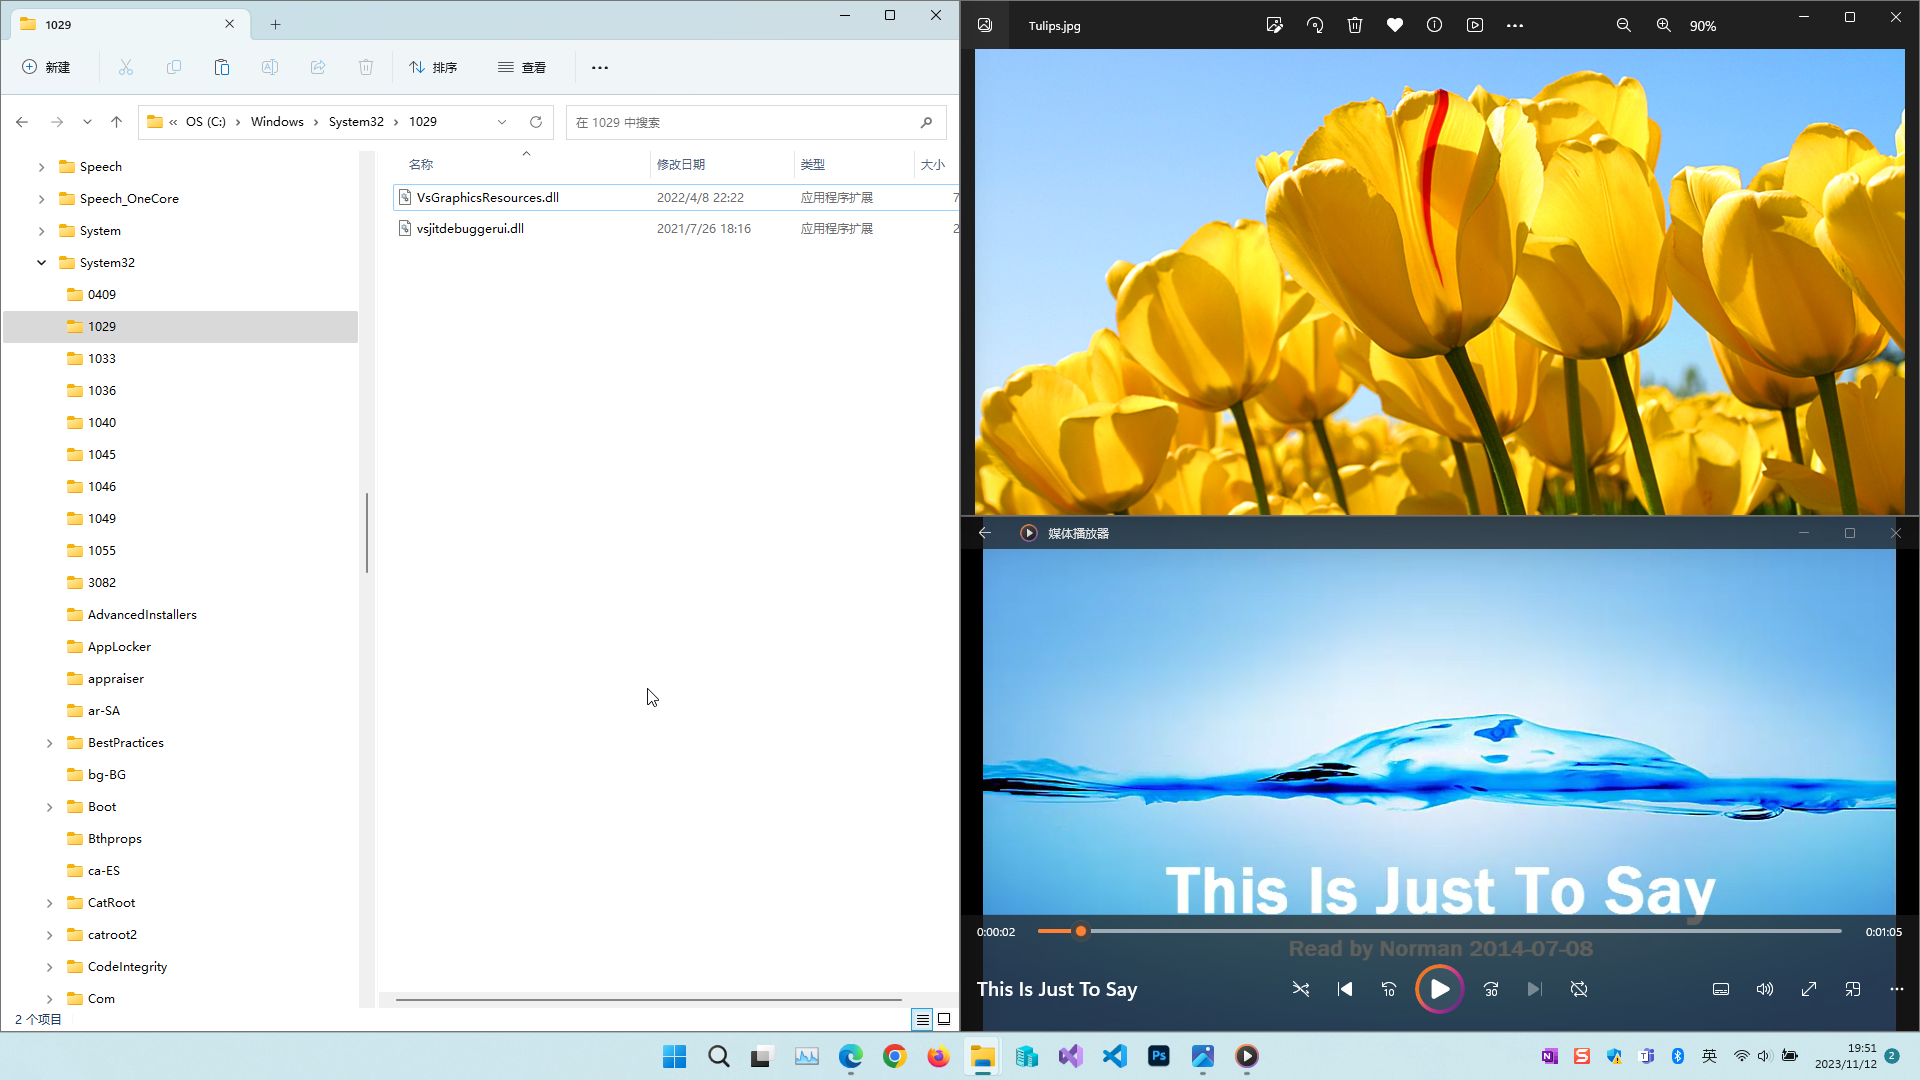 1029
新建
排序
查看
OS (C:)
Windows
System32
1029
在 1029 中搜索
Speech
Speech_OneCore
System
System32
0409
1029
1033
1036
1040
1045
1046
1049
1055
3082
AdvancedInstallers
AppLocker
appraiser
ar-SA
BestPractices
bg-BG
Boot
Bthprops
ca-ES
CatRoot
catroot2
CodeIntegrity
Com
名称 修改日期 类型 大小
VsGraphicsResources.dll 2022/4/8 22:22 应用程序扩展 7
vsjitdebuggerui.dll 2021/7/26 18:16 应用程序扩展 2
2 个项目
Tulips.jpg
90%
媒体播放器
This Is Just To Say
Read by Norman 2014-07-08
0:00:02
0:01:05
This Is Just To Say
10
30
Ps
英
19:51
2023/11/12
2